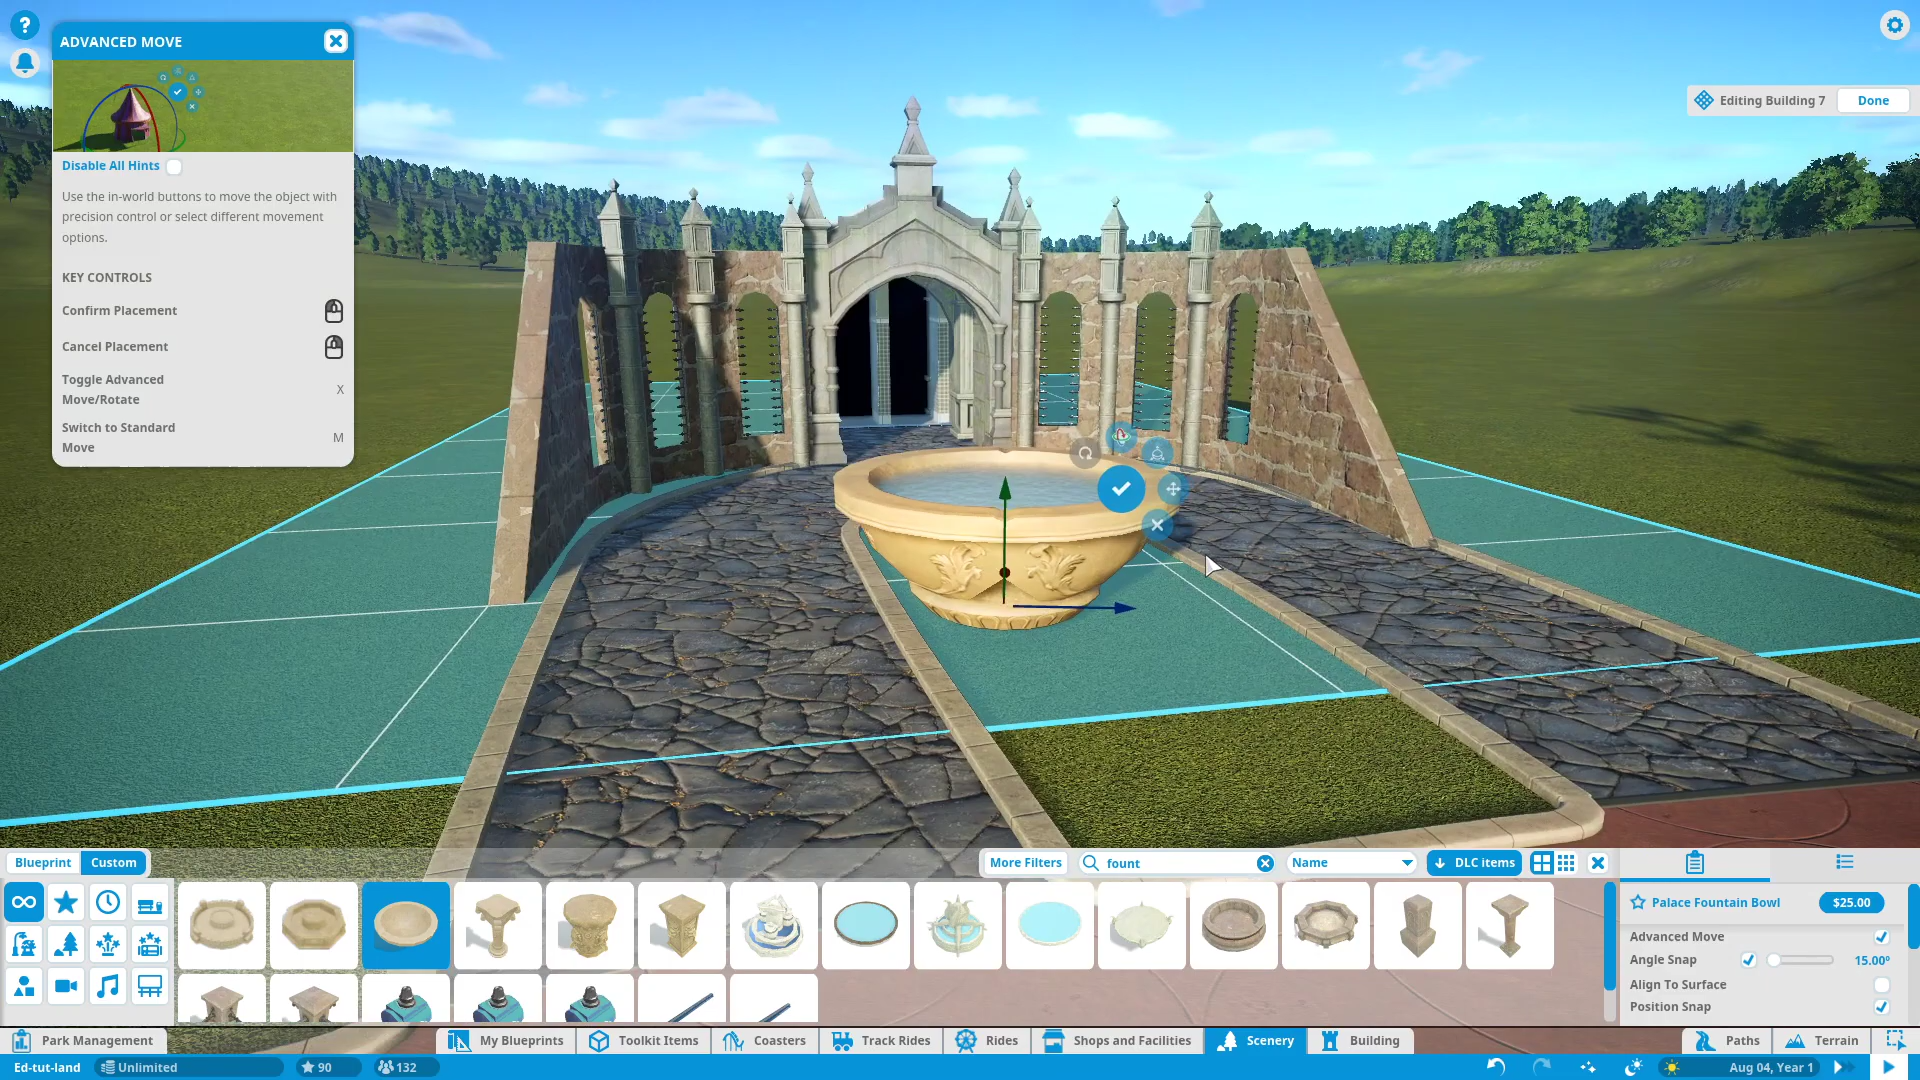 ?
ADVANCED MOVE
Disable All Hints
Use the in-world buttons to move the object with
precision control or select different movement
options.
KEY CONTROLS
Confirm Placement
Cancel Placement
Toggle Advanced
Move/Rotate
X
Switch to Standard
Move
M
Editing Building 7
Done
Blueprint
Custom
More Filters
fount
Name
DLC items
Palace Fountain Bowl
$25.00
Advanced Move
Angle Snap
15.00°
Align To Surface
Position Snap
Park Management
My Blueprints
Toolkit Items
Coasters
Track Rides
Rides
Shops and Facilities
Scenery
Building
Paths
Terrain
Ed-tut-land
Unlimited
90
132
Aug 04, Year 1